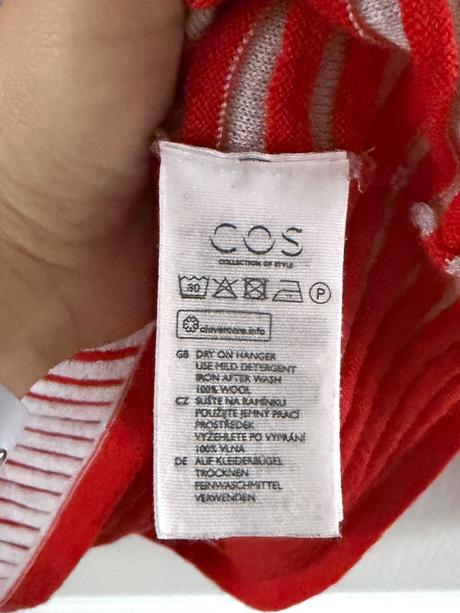 COS
COLLECTION OF STYLE
30 P
clevercare.info
GB DRY ON HANGER
USE MILD DETERGENT
IRON AFTER WASH
100% WOOL
CZ SUŠTE NA RAMÍNKU
POUŽIJTE JEMNÝ PRACÍ
PROSTŘEDEK
VYŽEHLETE PO VYPRÁNÍ
100% VLNA
DE AUF KLEIDERBÜGEL
TROCKNEN
FEINWASCHMITTEL
VERWENDEN